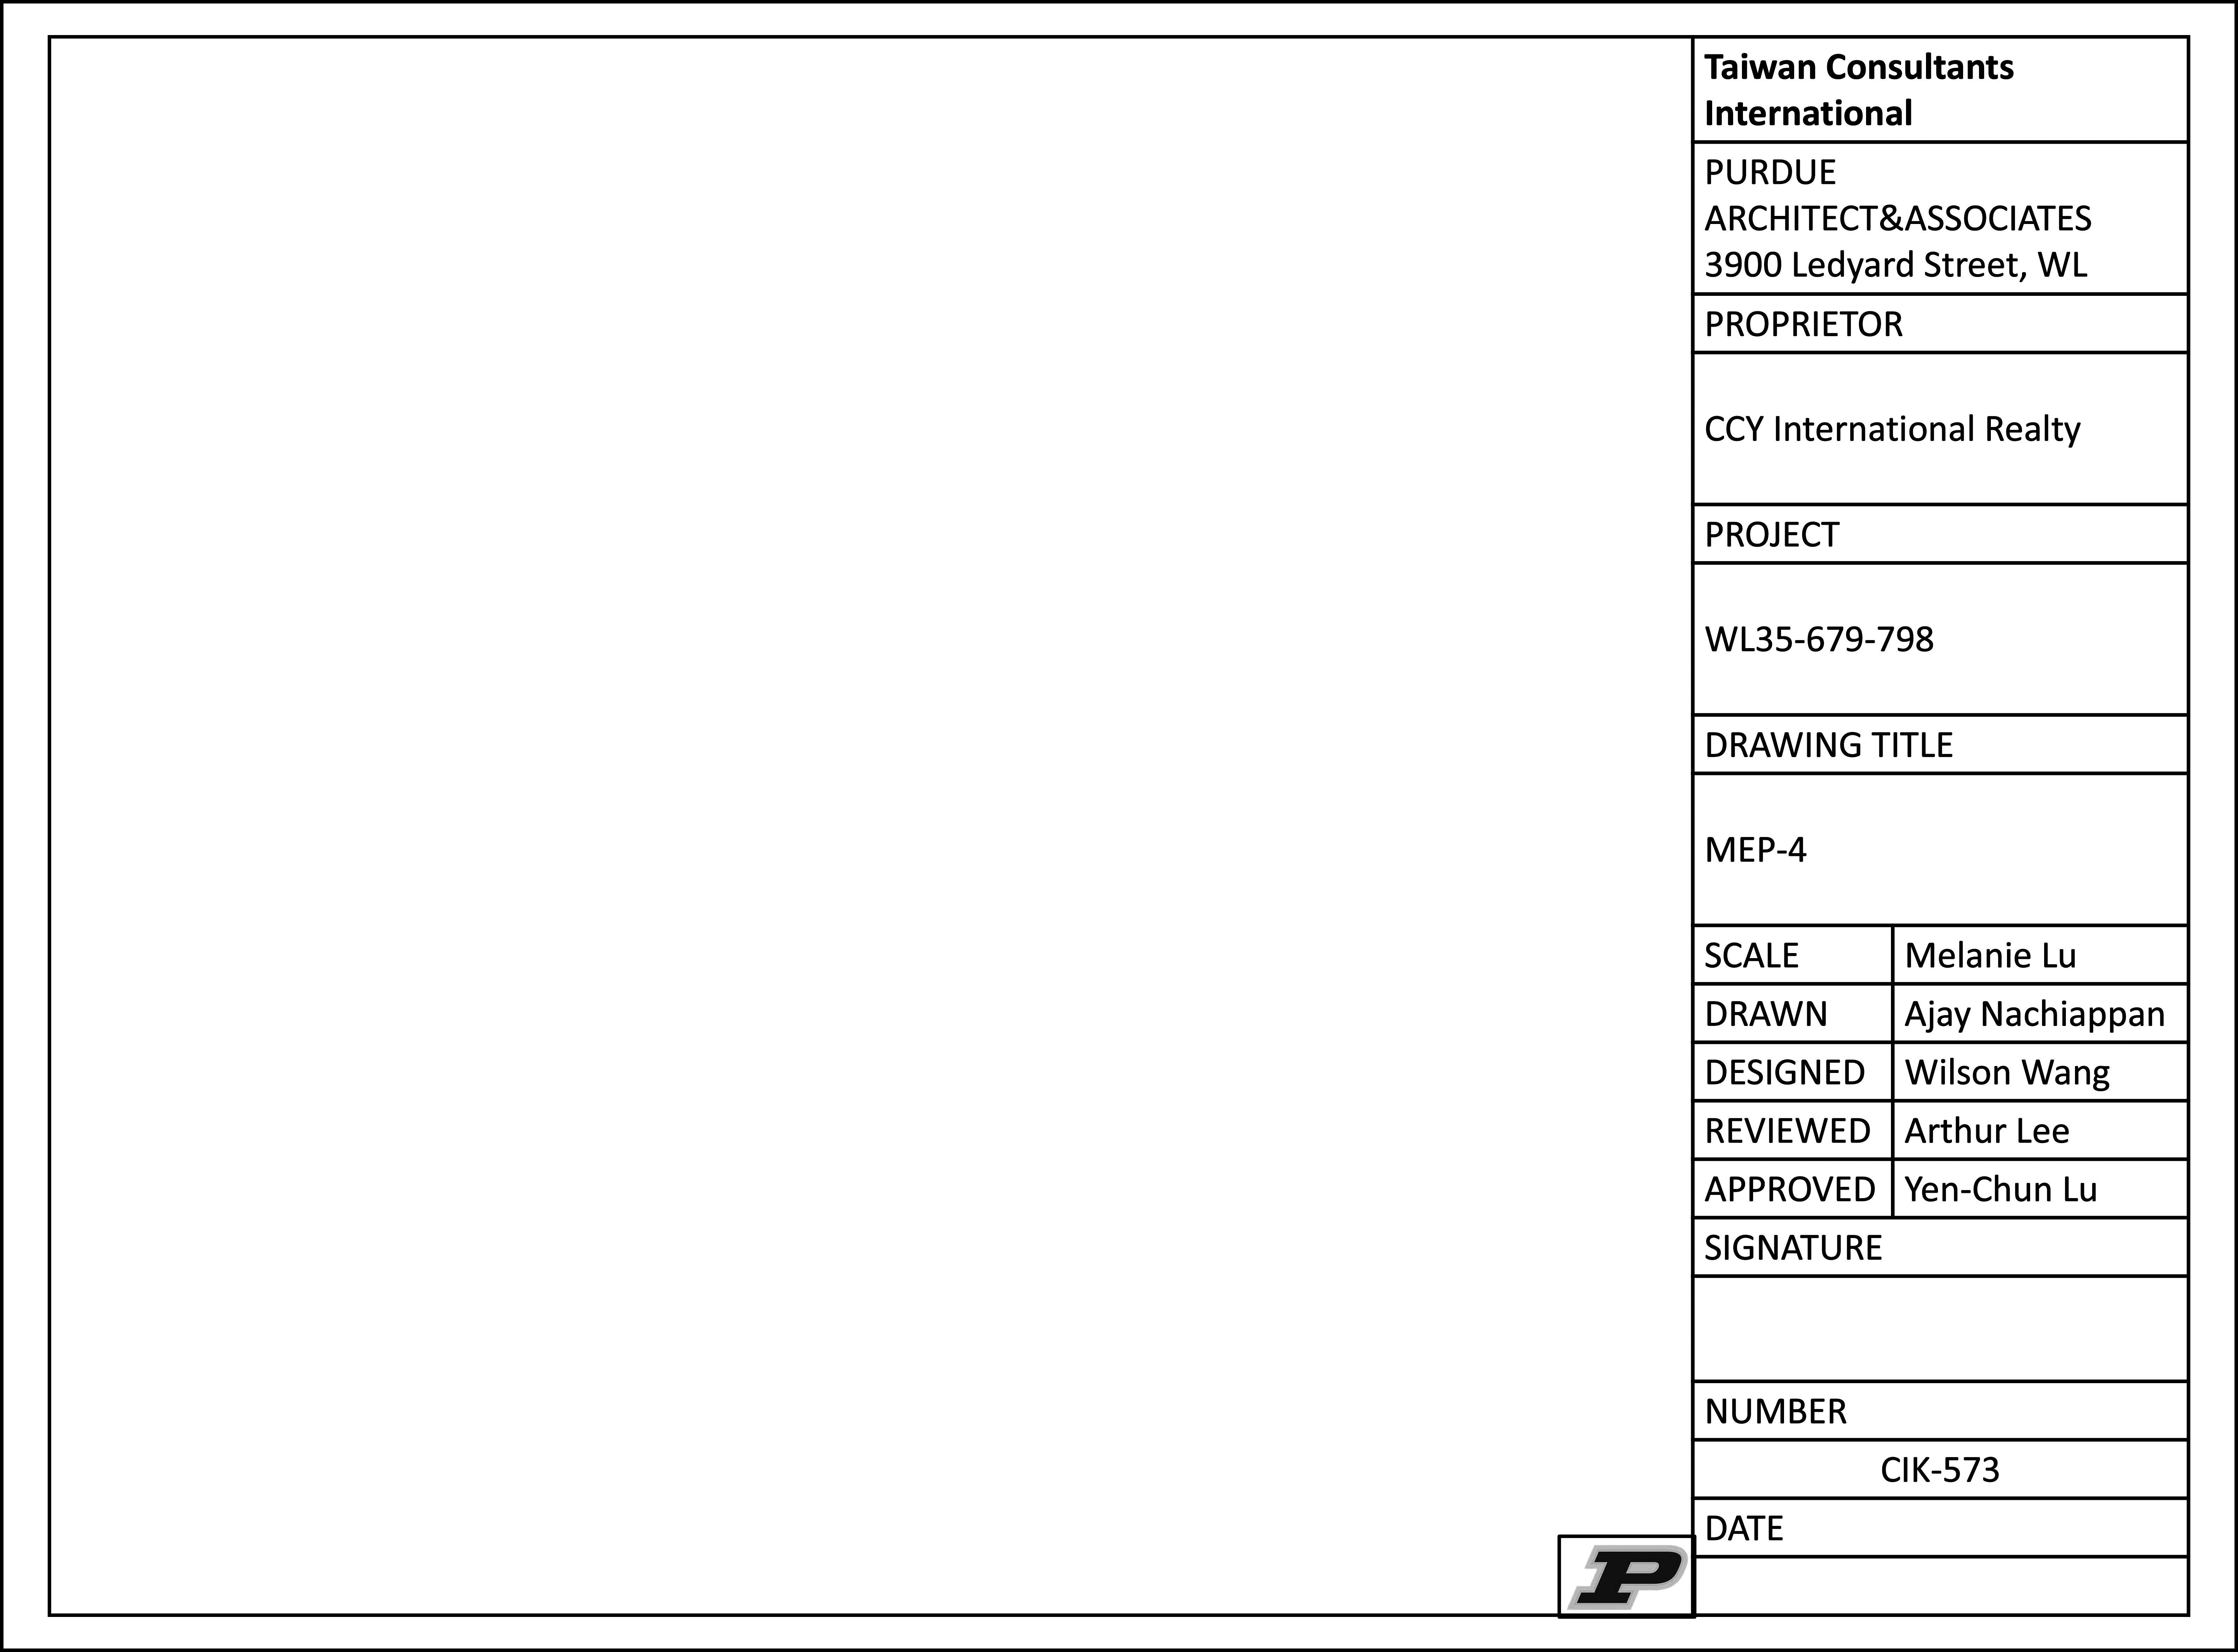 Taiwan Consultants
International
PURDUE
ARCHITECT&ASSOCIATES
3900 Ledyard Street, WL
PROPRIETOR
CCY International Realty
PROJECT
WL35-679-798
DRAWING TITLE
MEP-4
SCALE Melanie Lu
DRAWN Ajay Nachiappan
DESIGNED Wilson Wang
REVIEWED Arthur Lee
APPROVED Yen-Chun Lu
SIGNATURE
NUMBER
CIK-573
DATE
P